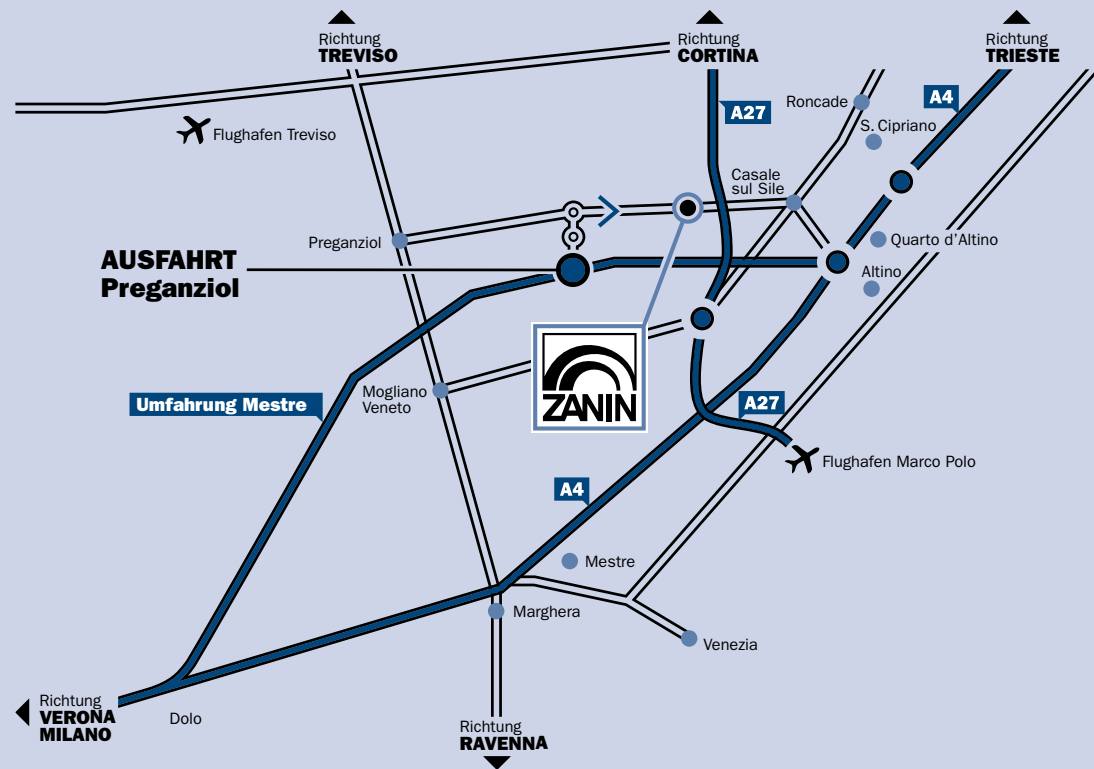 Richtung
TREVISO
Richtung
CORTINA
Richtung
TRIESTE
A27
Roncade
A4
S. Cipriano
Flughafen Treviso
Casale
sul Sile
Preganziol
Quarto d'Altino
AUSFAHRT
Preganziol
Altino
ZANIN
Mogliano
Veneto
Umfahrung Mestre
A27
Flughafen Marco Polo
A4
Mestre
Marghera
Venezia
Richtung
VERONA
MILANO
Dolo
Richtung
RAVENNA